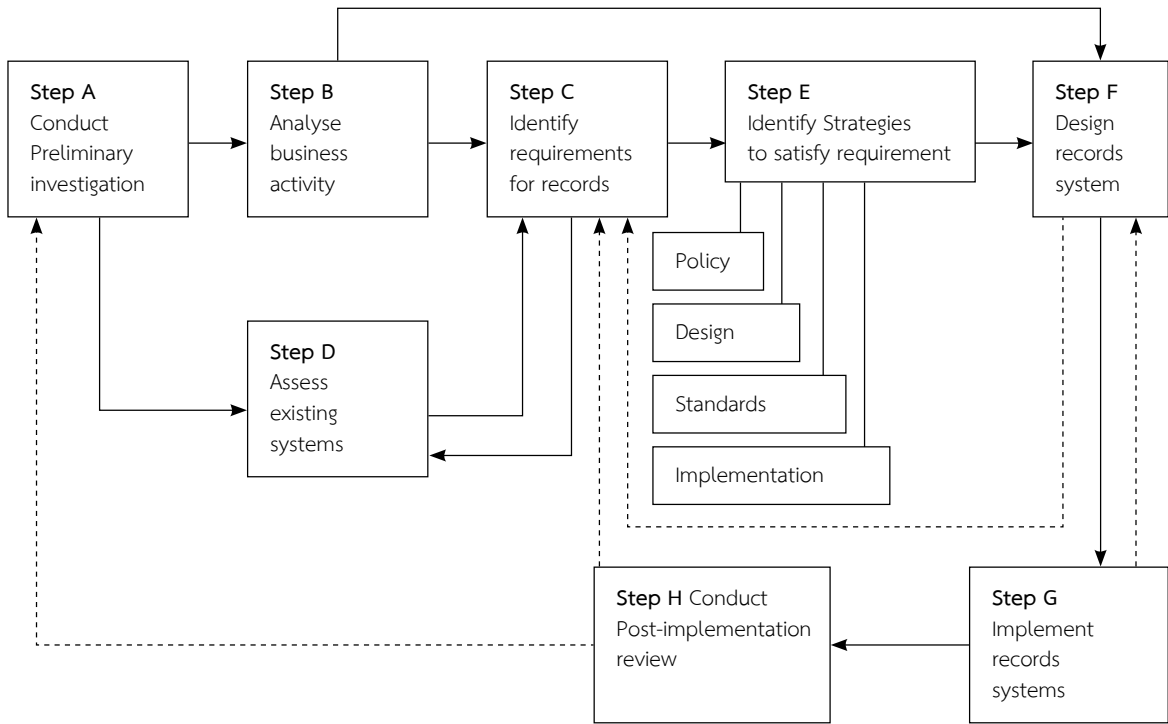 Step A
Conduct
Preliminary
investigation
Step B
Analyse
business
activity
Step C
Identify
requirements
for records
Step E
Identify Strategies
to satisfy requirement
Step F
Design
records
system
Policy
Design
Standards
Implementation
Step D
Assess
existing
systems
Step H Conduct
Post-implementation
review
Step G
Implement
records
systems